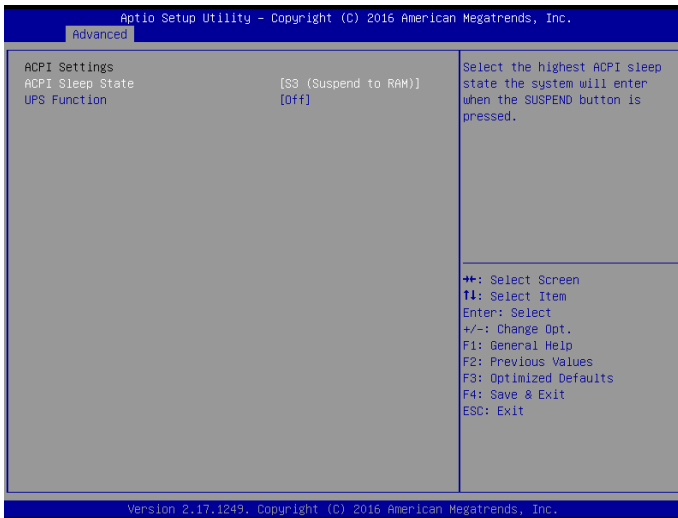 Aptio Setup Utility – Copyright (C) 2016 American Megatrends, Inc.
Advanced
ACPI Settings
ACPI Sleep State [S3 (Suspend to RAM)]
UPS Function [Off]
Select the highest ACPI sleep
state the system will enter
when the SUSPEND button is
pressed.
→←: Select Screen
↑↓: Select Item
Enter: Select
+/-: Change Opt.
F1: General Help
F2: Previous Values
F3: Optimized Defaults
F4: Save & Exit
ESC: Exit
Version 2.17.1249. Copyright (C) 2016 American Megatrends, Inc.